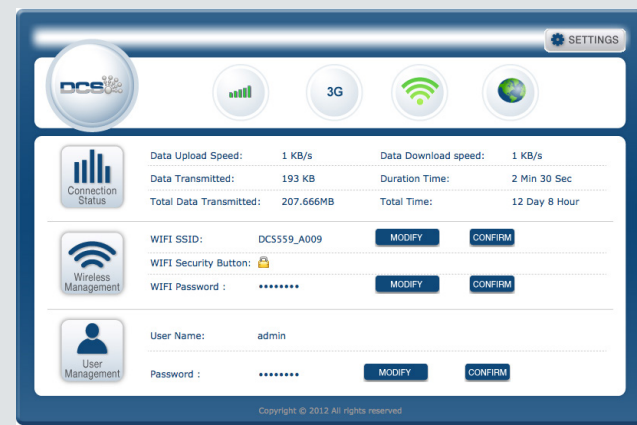 SETTINGS
DCS
3G
Connection Status
Data Upload Speed: 1 KB/s Data Download speed: 1 KB/s
Data Transmitted: 193 KB Duration Time: 2 Min 30 Sec
Total Data Transmitted: 207.666MB Total Time: 12 Day 8 Hour
Wireless Management
WIFI SSID: DC5559_A009 MODIFY CONFIRM
WIFI Security Button:
WIFI Password : •••••••• MODIFY CONFIRM
User Management
User Name: admin
Password : •••••••• MODIFY CONFIRM
Copyright © 2012 All rights reserved